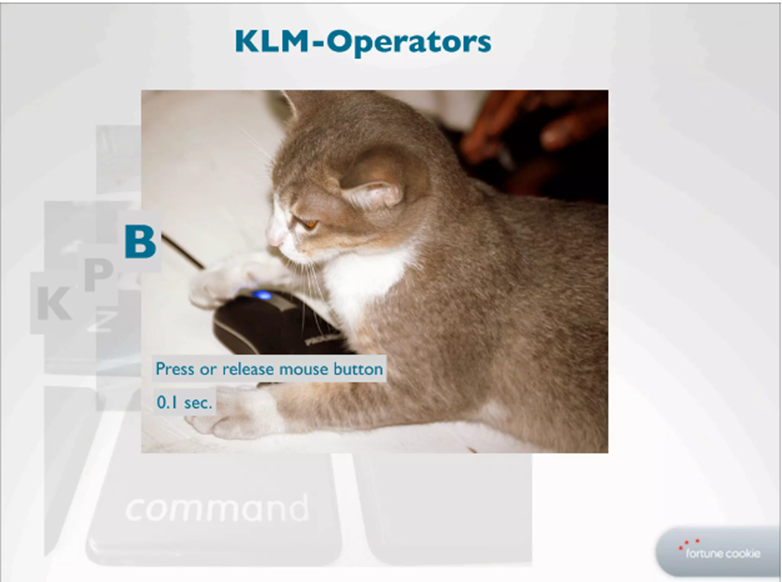 KLM-Operators
B
P
K
Z
Press or release mouse button
0.1 sec.
command
fortune cookie